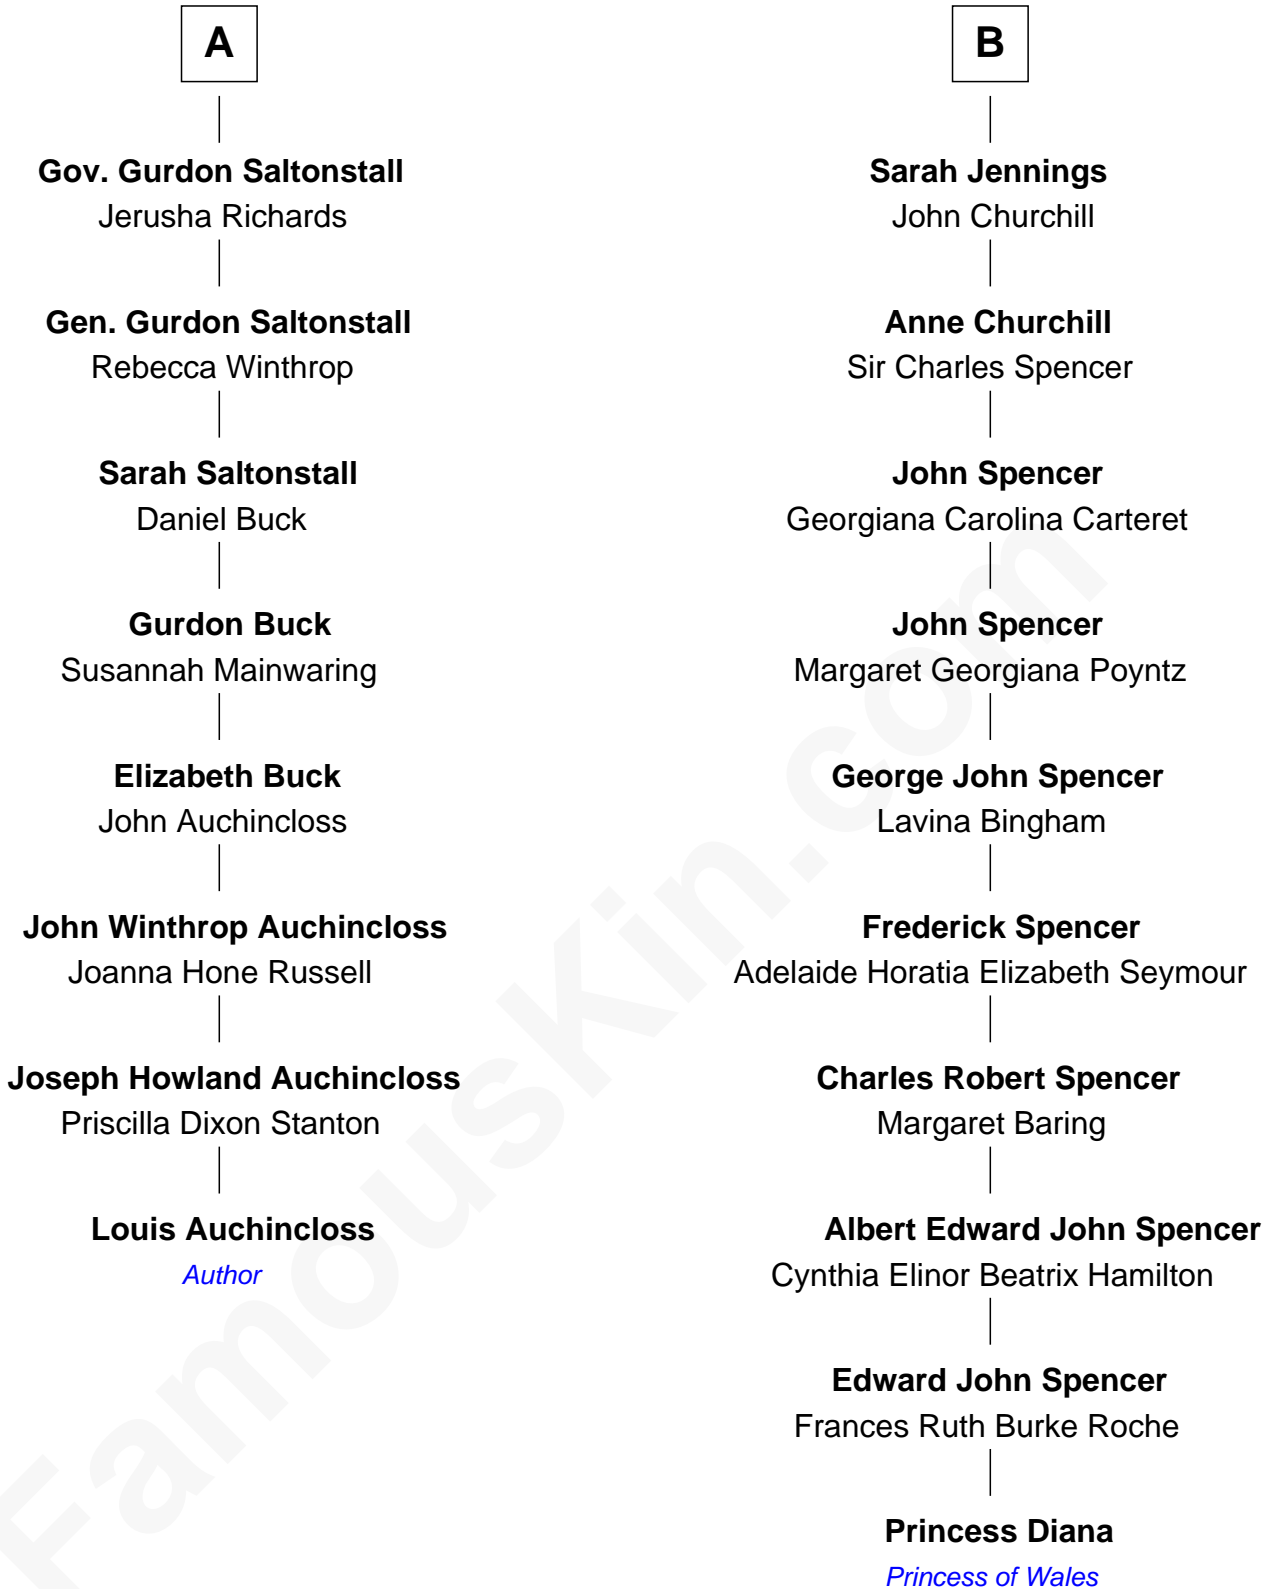 A
Gov. Gurdon Saltonstall
Jerusha Richards
Gen. Gurdon Saltonstall
Rebecca Winthrop
Sarah Saltonstall
Daniel Buck
Gurdon Buck
Susannah Mainwaring
Elizabeth Buck
John Auchincloss
John Winthrop Auchincloss
Joanna Hone Russell
Joseph Howland Auchincloss
Priscilla Dixon Stanton
Louis Auchincloss
Author
B
Sarah Jennings
John Churchill
Anne Churchill
Sir Charles Spencer
John Spencer
Georgiana Carolina Carteret
John Spencer
Margaret Georgiana Poyntz
George John Spencer
Lavina Bingham
Frederick Spencer
Adelaide Horatia Elizabeth Seymour
Charles Robert Spencer
Margaret Baring
Albert Edward John Spencer
Cynthia Elinor Beatrix Hamilton
Edward John Spencer
Frances Ruth Burke Roche
Princess Diana
Princess of Wales
FamousKin.com